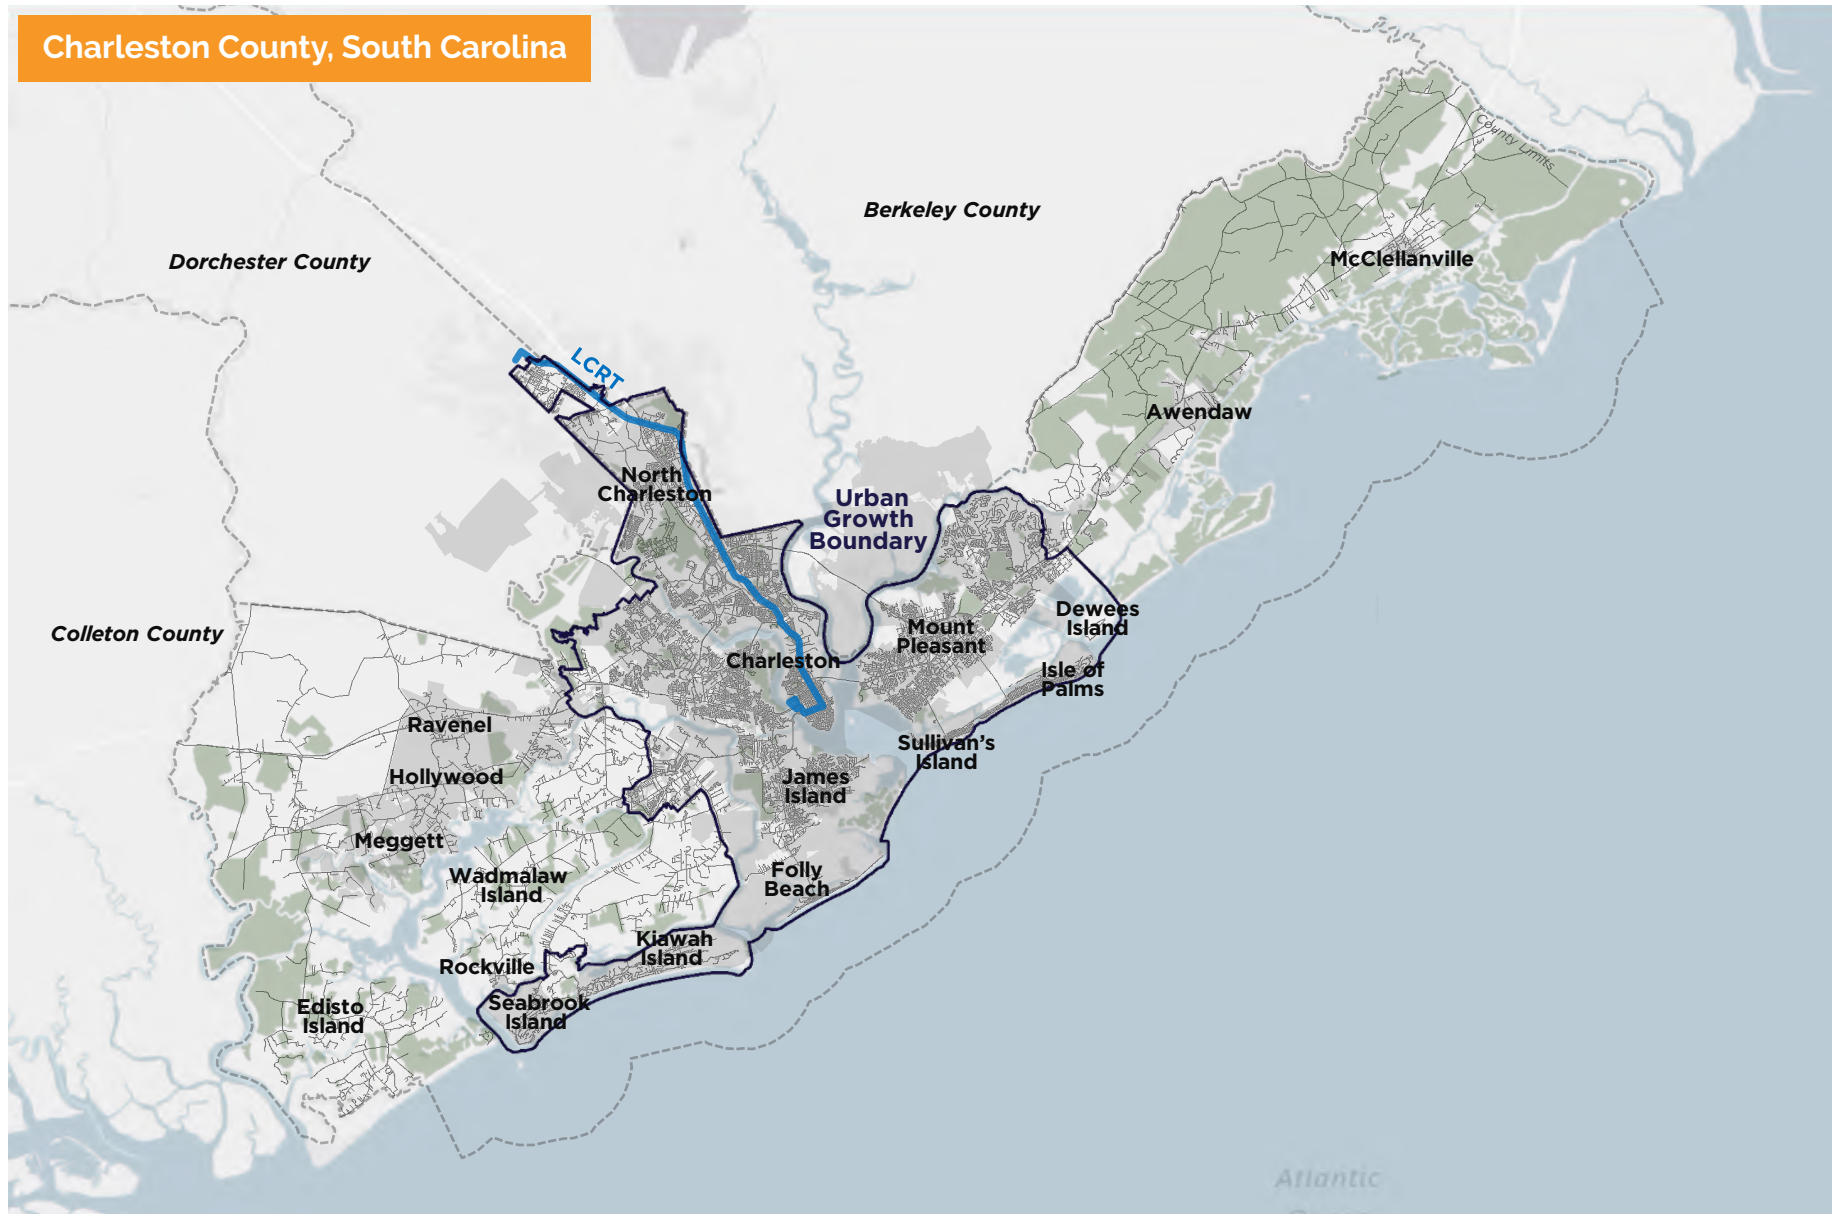 Charleston County, South Carolina
County Limits
Berkeley County
Dorchester County
McClellanville
LCRT
Awendaw
North
Charleston
Urban
Growth
Boundary
Dewees
Island
Colleton County
Mount
Pleasant
Charleston
Isle of
Palms
Ravenel
Sullivan's
Island
Hollywood
James
Island
Meggett
Wadmalaw
Island
Folly
Beach
Kiawah
Island
Rockville
Seabrook
Island
Edisto
Island
Atlantic